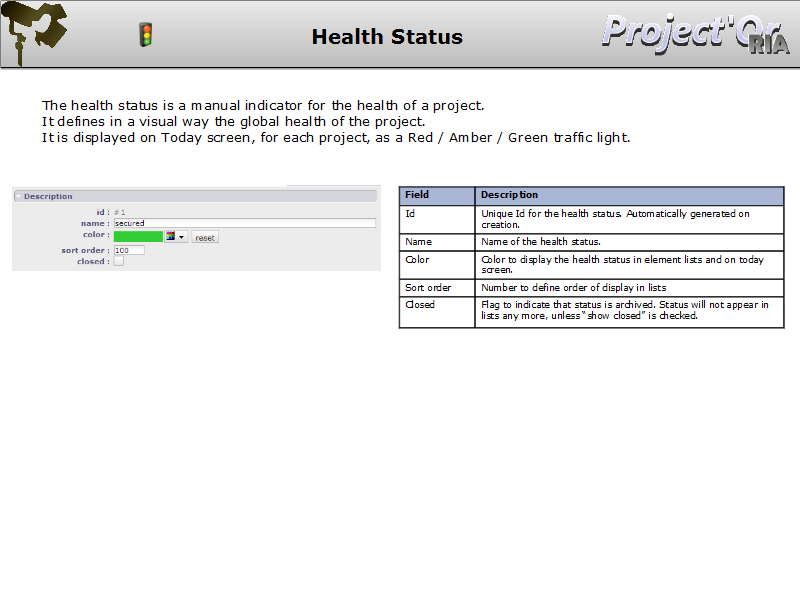 Health Status
Project'Or
RIA
The health status is a manual indicator for the health of a project.
It defines in a visual way the global health of the project.
It is displayed on Today screen, for each project, as a Red / Amber / Green traffic light.
Description
id : # 1
name : secured
color : reset
sort order : 100
closed :
Field Description
Id Unique Id for the health status. Automatically generated on
creation.
Name Name of the health status.
Color Color to display the health status in element lists and on today
screen.
Sort order Number to define order of display in lists
Closed Flag to indicate that status is archived. Status will not appear in
lists any more, unless "show closed" is checked.